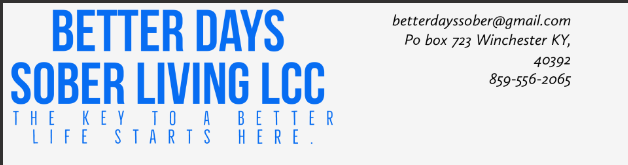 BETTER DAYS
SOBER LIVING LCC
THE KEY TO A BETTER
LIFE STARTS HERE.
betterdayssober@gmail.com
Po box 723 Winchester KY,
40392
859-556-2065